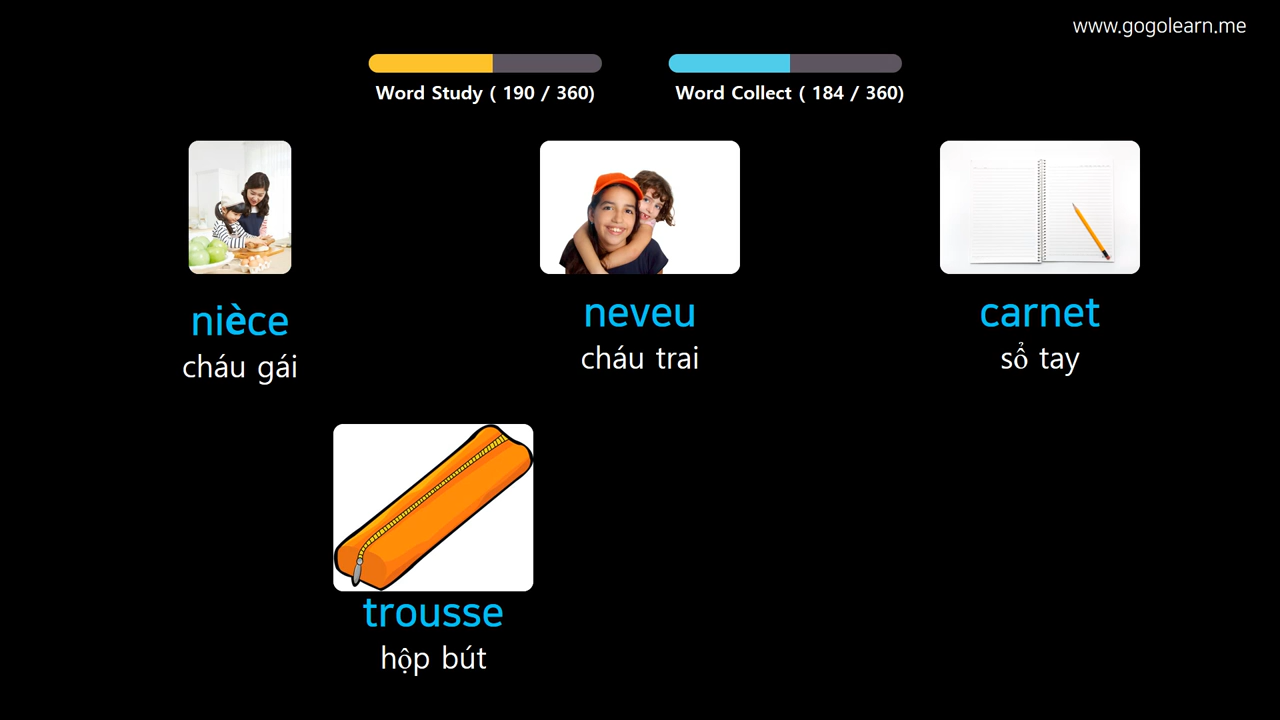 www.gogolearn.me
Word Study ( 190 / 360)
Word Collect ( 184 / 360)
nièce
cháu gái
neveu
cháu trai
carnet
sổ tay
trousse
hộp bút